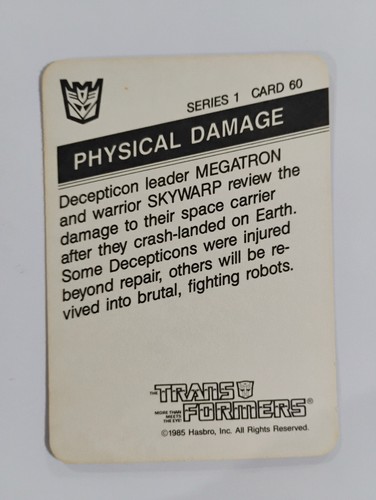 SERIES 1 CARD 60
PHYSICAL DAMAGE
Decepticon leader MEGATRON
and warrior SKYWARP review the
damage to their space carrier
after they crash-landed on Earth.
Some Decepticons were injured
beyond repair, others will be re-
vived into brutal, fighting robots.
THE TRANSFORMERS®
MORE THAN
MEETS
THE EYE!
©1985 Hasbro, Inc. All Rights Reserved.